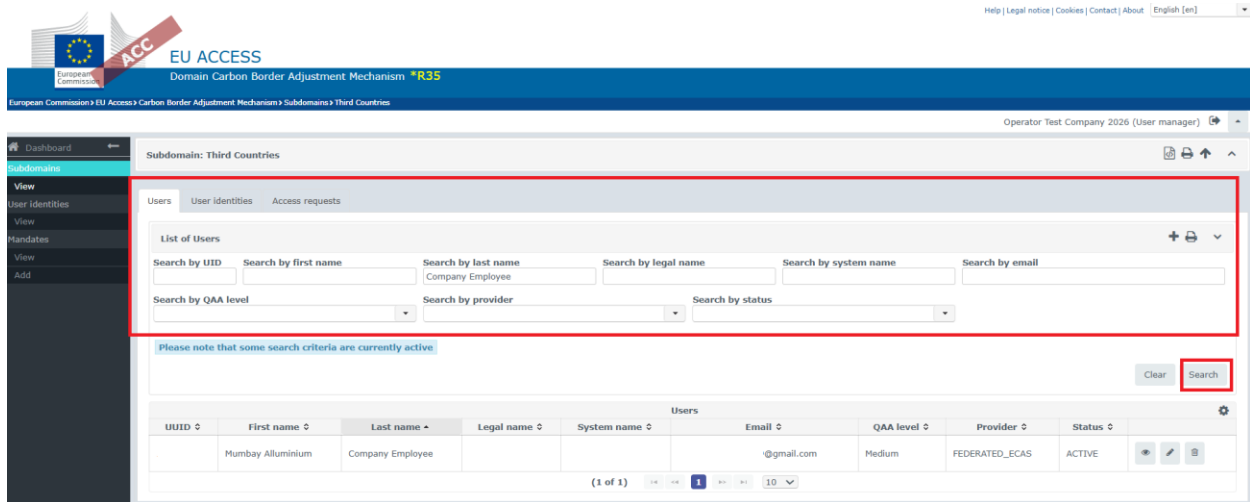 Help | Legal notice | Cookies | Contact | About English [en]
ACC
European
Commission
EU ACCESS
Domain Carbon Border Adjustment Mechanism *R35
European Commission > EU Access > Carbon Border Adjustment Mechanism > Subdomains > Third Countries
Operator Test Company 2026 (User manager)
Dashboard
Subdomains
View
User identities
View
Mandates
View
Add
Subdomain: Third Countries
Users User identities Access requests
List of Users
Search by UID Search by first name Search by last name Search by legal name Search by system name Search by email
Company Employee
Search by QAA level Search by provider Search by status
Please note that some search criteria are currently active
Clear Search
Users
UUID First name Last name Legal name System name Email QAA level Provider Status
Mumbay Alluminium Company Employee @gmail.com Medium FEDERATED_ECAS ACTIVE
(1 of 1) 1 10